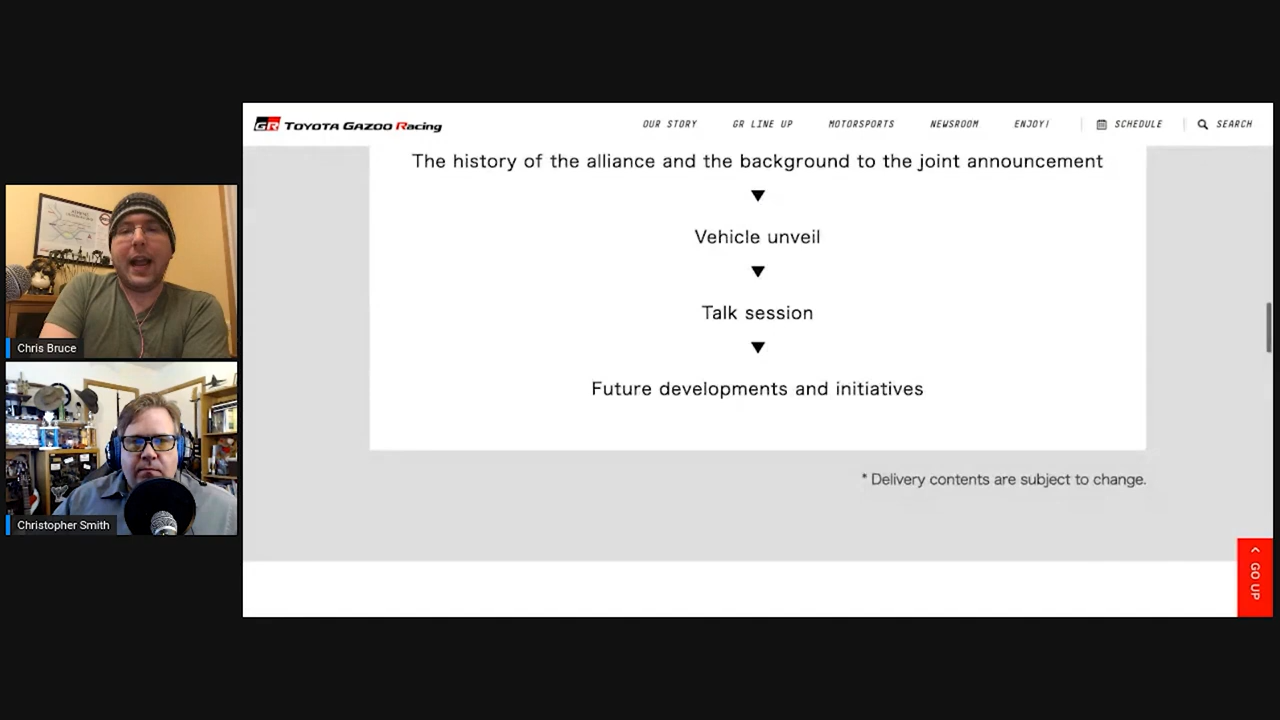 GR TOYOTA GAZOO Racing
OUR STORY
GR LINE UP
MOTORSPORTS
NEWSROOM
ENJOY!
SCHEDULE
SEARCH
The history of the alliance and the background to the joint announcement
▼
Vehicle unveil
▼
Talk session
▼
Future developments and initiatives
* Delivery contents are subject to change.
GO UP
Chris Bruce
Christopher Smith